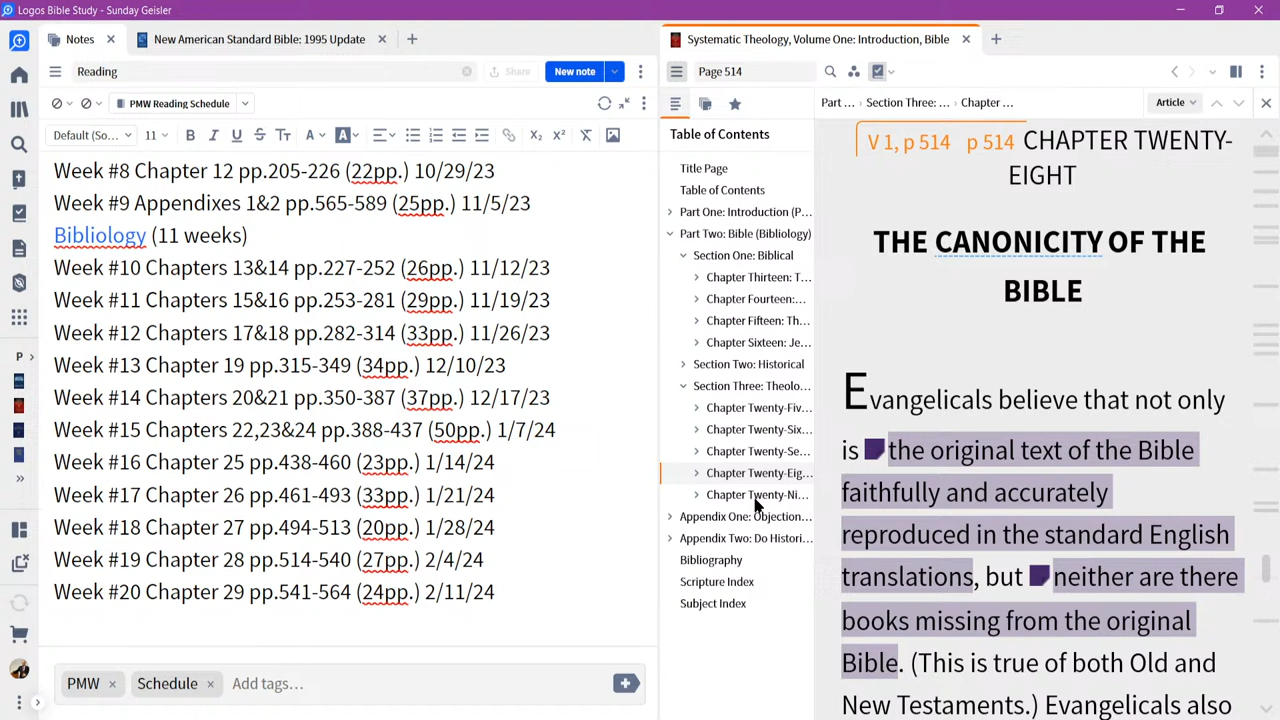 Logos Bible Study - Sunday Geisler
Notes
New American Standard Bible: 1995 Update
Systematic Theology, Volume One: Introduction, Bible
Reading
Share
New note
Page 514
PMW Reading Schedule
Part ... › Section Three: ... › Chapter ...
Article
Default (So...
11
B I U S
Table of Contents
Title Page
Table of Contents
Part One: Introduction (P...
Part Two: Bible (Bibliology)
Section One: Biblical
Chapter Thirteen: T...
Chapter Fourteen:...
Chapter Fifteen: Th...
Chapter Sixteen: Je...
Section Two: Historical
Section Three: Theolo...
Chapter Twenty-Fiv...
Chapter Twenty-Six...
Chapter Twenty-Se...
Chapter Twenty-Eig...
Chapter Twenty-Ni...
Appendix One: Objection...
Appendix Two: Do Histori...
Bibliography
Scripture Index
Subject Index
Week #8 Chapter 12 pp.205-226 (22pp.) 10/29/23
Week #9 Appendixes 1&2 pp.565-589 (25pp.) 11/5/23
Bibliology (11 weeks)
Week #10 Chapters 13&14 pp.227-252 (26pp.) 11/12/23
Week #11 Chapters 15&16 pp.253-281 (29pp.) 11/19/23
Week #12 Chapters 17&18 pp.282-314 (33pp.) 11/26/23
Week #13 Chapter 19 pp.315-349 (34pp.) 12/10/23
Week #14 Chapters 20&21 pp.350-387 (37pp.) 12/17/23
Week #15 Chapters 22,23&24 pp.388-437 (50pp.) 1/7/24
Week #16 Chapter 25 pp.438-460 (23pp.) 1/14/24
Week #17 Chapter 26 pp.461-493 (33pp.) 1/21/24
Week #18 Chapter 27 pp.494-513 (20pp.) 1/28/24
Week #19 Chapter 28 pp.514-540 (27pp.) 2/4/24
Week #20 Chapter 29 pp.541-564 (24pp.) 2/11/24
PMW
Schedule
Add tags...
P
V 1, p 514 p 514 CHAPTER TWENTY-
EIGHT
THE CANONICITY OF THE
BIBLE
Evangelicals believe that not only
is the original text of the Bible
faithfully and accurately
reproduced in the standard English
translations, but neither are there
books missing from the original
Bible. (This is true of both Old and
New Testaments.) Evangelicals also